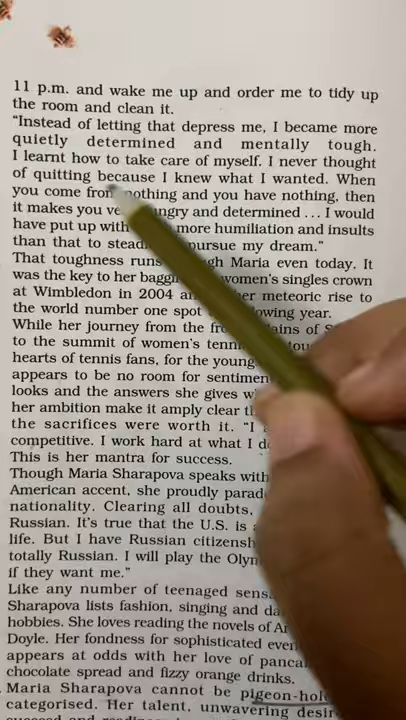 11 p.m. and wake me up and order me to tidy up
the room and clean it.
"Instead of letting that depress me, I became more
quietly determined and mentally tough.
I learnt how to take care of myself. I never thought
of quitting because I knew what I wanted. When
you come from nothing and you have nothing, then
it makes you very hungry and determined ... I would
have put up with more humiliation and insults
than that to steadily pursue my dream."
That toughness runs through Maria even today. It
was the key to her bagging women's singles crown
at Wimbledon in 2004 and her meteoric rise to
the world number one spot following year.
While her journey from the of
to the summit of women's tennis
hearts of tennis fans, for the young
appears to be no room for sentiment
looks and the answers she gives
her ambition make it amply clear
the sacrifices were worth it. "I
competitive. I work hard at what I do
This is her mantra for success.
Though Maria Sharapova speaks with
American accent, she proudly
nationality. Clearing all doubts,
Russian. It's true that the U.S. is
life. But I have Russian
totally Russian. I will play the
if they want me."
Like any number of teenaged
Sharapova lists fashion, singing and
hobbies. She loves reading the novels of
Doyle. Her fondness for sophisticated
appears at odds with her love of
chocolate spread and fizzy orange drinks.
Maria Sharapova cannot be
categorised. Her talent, unwavering